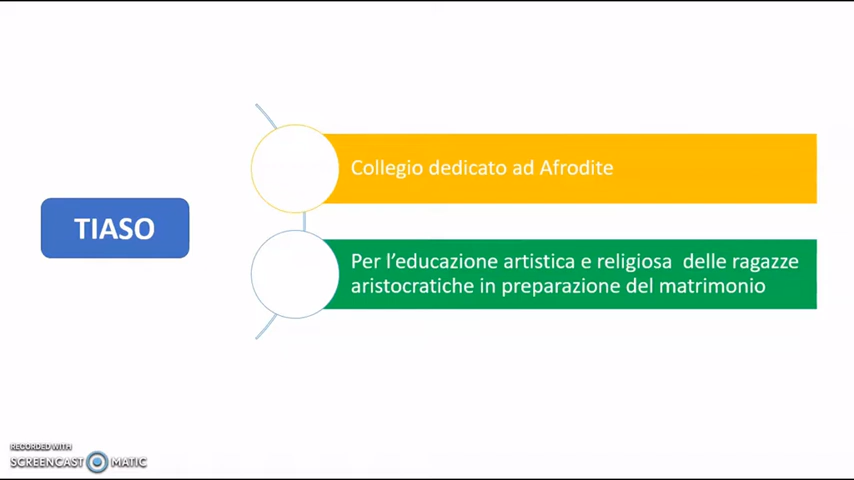 TIASO
Collegio dedicato ad Afrodite
Per l’educazione artistica e religiosa  delle ragazze
aristocratiche in preparazione del matrimonio
RECORDED WITH
SCREENCAST MATIC